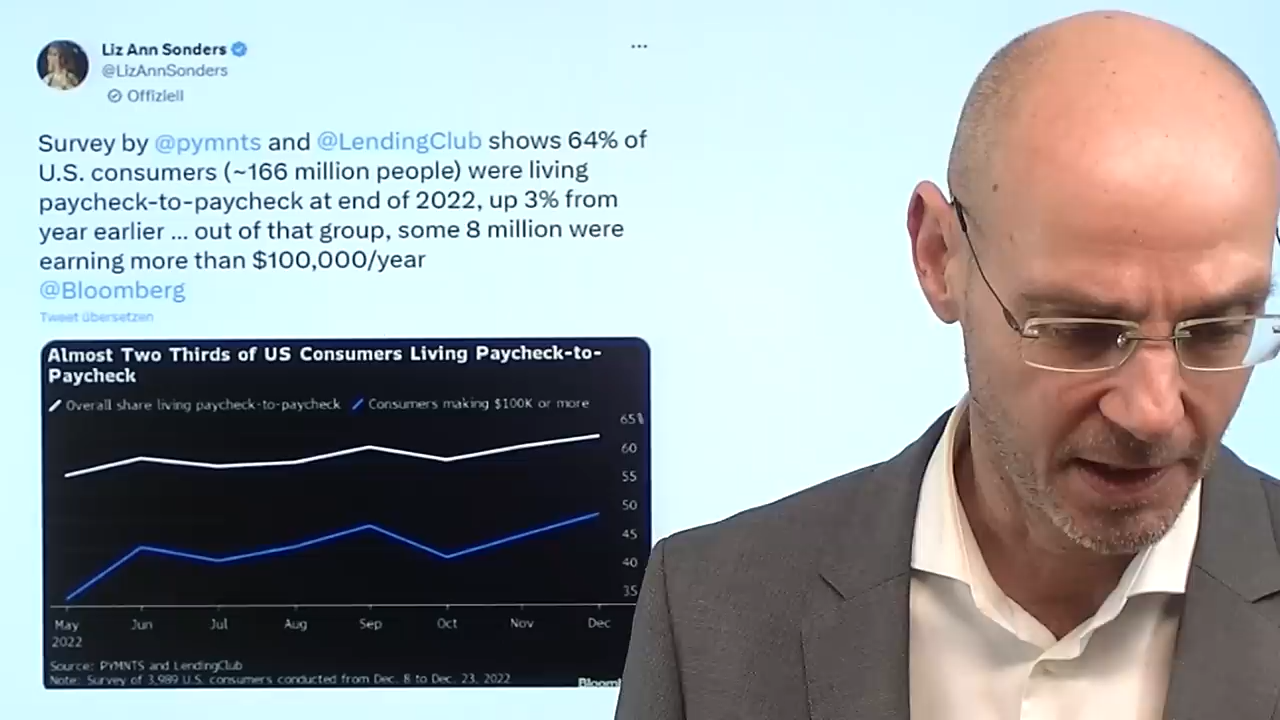 Liz Ann Sonders
@LizAnnSonders
Offiziell
Survey by @pymnts and @LendingClub shows 64% of
U.S. consumers (~166 million people) were living
paycheck-to-paycheck at end of 2022, up 3% from
year earlier ... out of that group, some 8 million were
earning more than $100,000/year
@Bloomberg
Tweet übersetzen
Almost Two Thirds of US Consumers Living Paycheck-to-
Paycheck
Overall share living paycheck-to-paycheck Consumers making $100K or more
65%
60
55
50
45
40
35
May Jun Jul Aug Sep Oct Nov Dec
2022
Source: PYMNTS and LendingClub
Note: Survey of 3,989 U.S. consumers conducted from Dec. 8 to Dec. 23, 2022